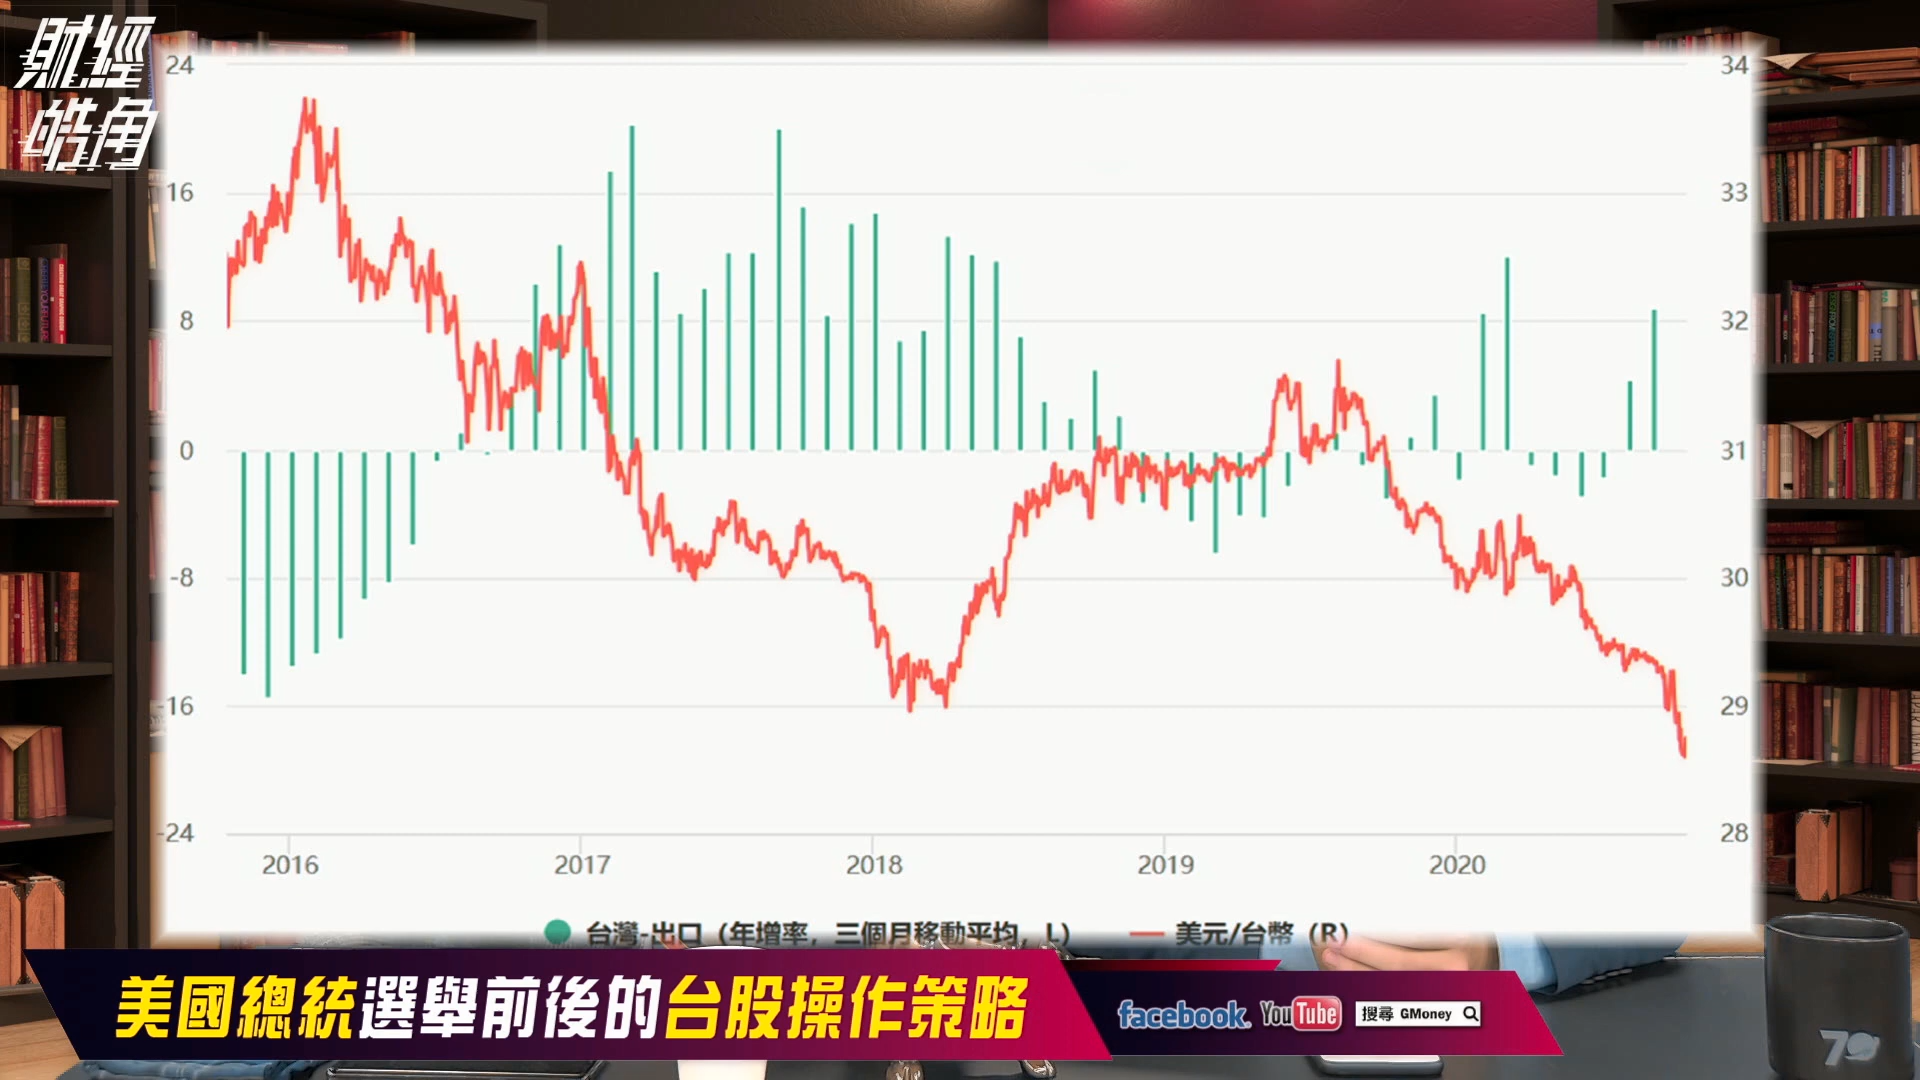 財經
皓角
24
16
8
0
-8
-16
-24
34
33
32
31
30
29
28
2016 2017 2018 2019 2020
台灣-出口（年增率，三個月移動平均，L） 美元/台幣（R）
美國總統選舉前後的台股操作策略
facebook. YouTube 搜尋 GMoney